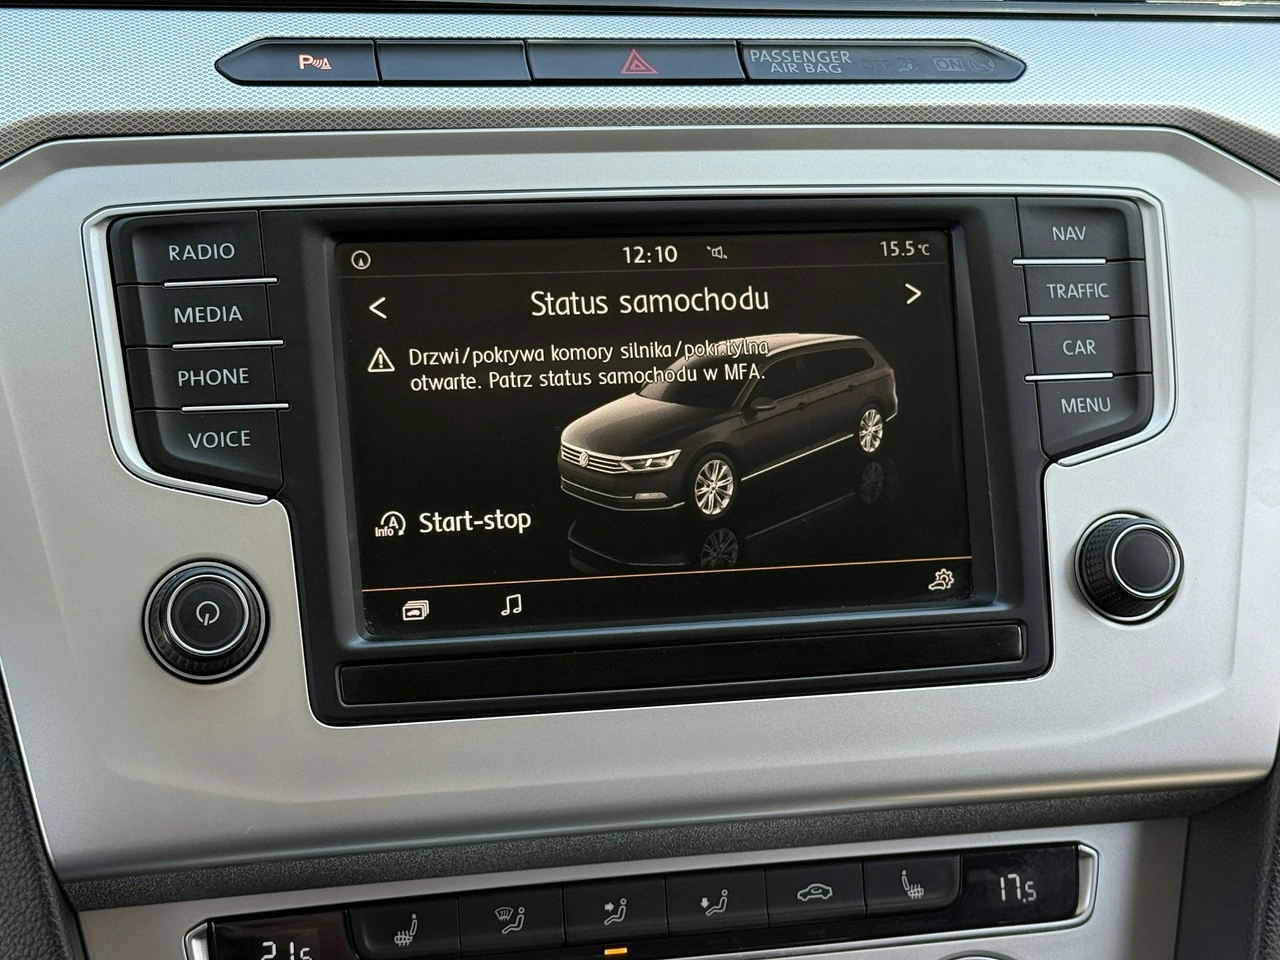 P
PASSENGER
AIR BAG OFF ON
RADIO
MEDIA
PHONE
VOICE
12:10
15.5°C
Status samochodu
Drzwi/pokrywa komory silnika/pokr.tylna
otwarte. Patrz status samochodu w MFA.
A
Info
Start-stop
NAV
TRAFFIC
CAR
MENU
21.5
17.5